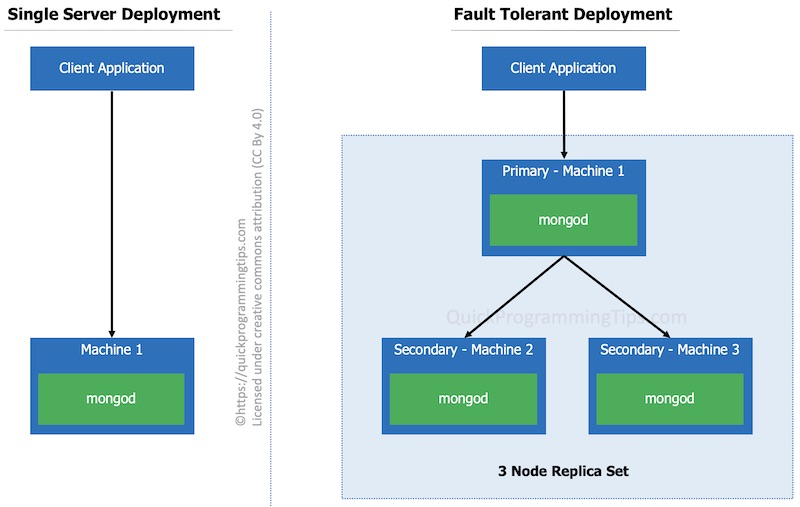 Single Server Deployment
Client Application
Machine 1
mongod
©https://quickprogrammingtips.com
Licensed under creative commons attribution (CC By 4.0)
Fault Tolerant Deployment
Client Application
Primary - Machine 1
mongod
QuickProgrammingTips.com
Secondary - Machine 2
mongod
Secondary - Machine 3
mongod
3 Node Replica Set